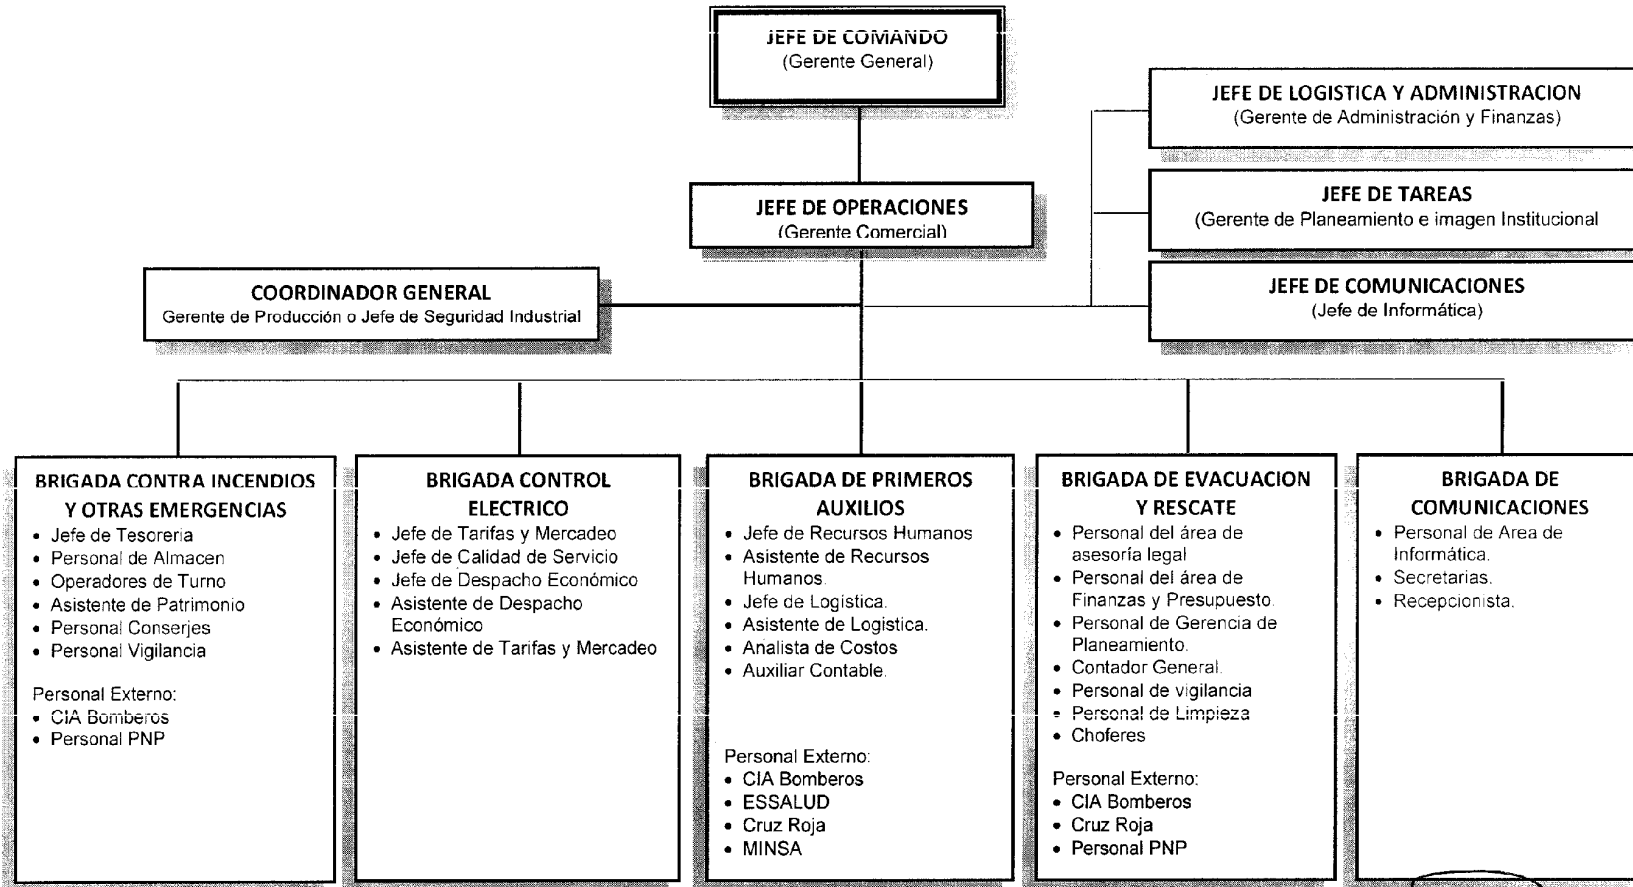 JEFE DE COMANDO
(Gerente General)
JEFE DE LOGISTICA Y ADMINISTRACION
(Gerente de Administración y Finanzas)
JEFE DE TAREAS
(Gerente de Planeamiento e imagen Institucional
JEFE DE OPERACIONES
(Gerente Comercial)
COORDINADOR GENERAL
Gerente de Producción o Jefe de Seguridad Industrial
JEFE DE COMUNICACIONES
(Jefe de Informática)
BRIGADA CONTRA INCENDIOS
Y OTRAS EMERGENCIAS
• Jefe de Tesoreria
• Personal de Almacen
• Operadores de Turno
• Asistente de Patrimonio
• Personal Conserjes
• Personal Vigilancia
Personal Externo:
• CIA Bomberos
• Personal PNP
BRIGADA CONTROL
ELECTRICO
• Jefe de Tarifas y Mercadeo
• Jefe de Calidad de Servicio
• Jefe de Despacho Económico
• Asistente de Despacho
Económico
• Asistente de Tarifas y Mercadeo
BRIGADA DE PRIMEROS
AUXILIOS
• Jefe de Recursos Humanos
• Asistente de Recursos
Humanos.
• Jefe de Logística.
• Asistente de Logistica.
• Analista de Costos
• Auxiliar Contable.
Personal Externo:
• CIA Bomberos
• ESSALUD
• Cruz Roja
• MINSA
BRIGADA DE EVACUACION
Y RESCATE
• Personal del área de
asesoría legal
• Personal del área de
Finanzas y Presupuesto.
• Personal de Gerencia de
Planeamiento.
• Contador General.
• Personal de vigilancia
• Personal de Limpieza
• Choferes
Personal Externo:
• CIA Bomberos
• Cruz Roja
• Personal PNP
BRIGADA DE
COMUNICACIONES
• Personal de Area de
Informática.
• Secretarias.
• Recepcionista.